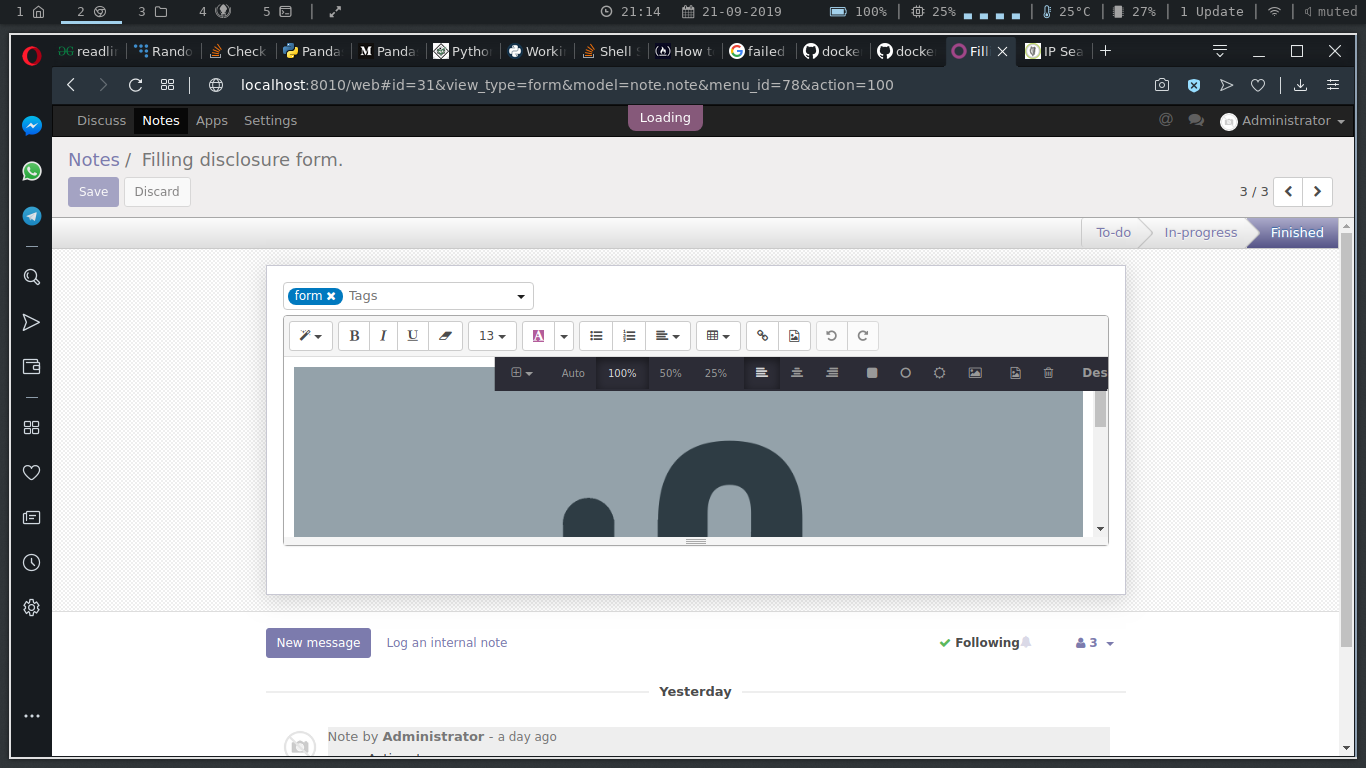 1 2 3 4 5 21:14 21-09-2019 100% 25% 25°C 27% 1 Update muted
readlin Rando Check Panda Panda Pytho Worki Shell S How t failed docke docke Fill IP Sea
localhost:8010/web#id=31&view_type=form&model=note.note&menu_id=78&action=100
Discuss Notes Apps Settings Loading @ Administrator
Notes / Filling disclosure form.
Save Discard 3 / 3
To-do In-progress Finished
form Tags
B I U 13 A
Auto 100% 50% 25% Des
New message Log an internal note Following 3
Yesterday
Note by Administrator - a day ago